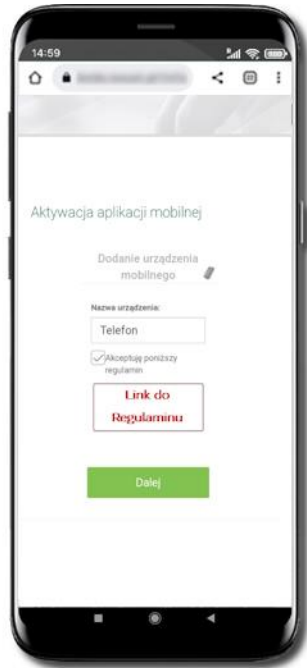 14:59
Aktywacja aplikacji mobilnej
Dodanie urządzenia
mobilnego
Nazwa urządzenia:
Telefon
Akceptuję poniższy
regulamin
Link do
Regulaminu
Dalej